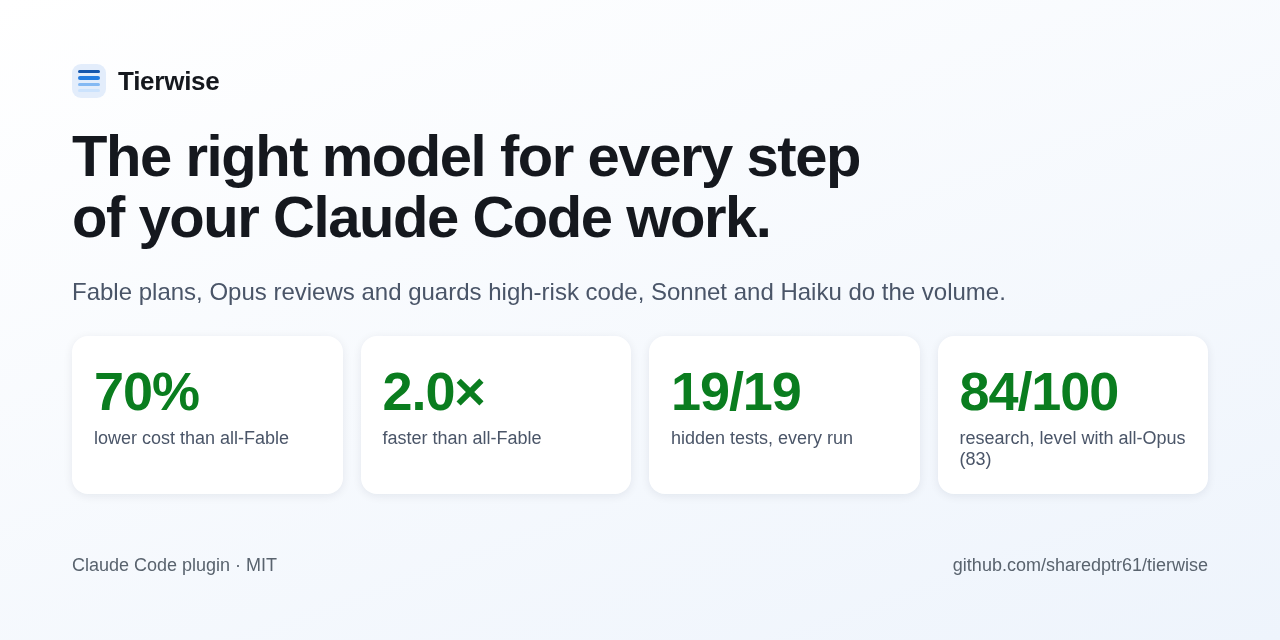 Tierwise
The right model for every step
of your Claude Code work.
Fable plans, Opus reviews and guards high-risk code, Sonnet and Haiku do the volume.
70%
lower cost than all-Fable
2.0×
faster than all-Fable
19/19
hidden tests, every run
84/100
research, level with all-Opus
(83)
Claude Code plugin · MIT
github.com/sharedptr61/tierwise